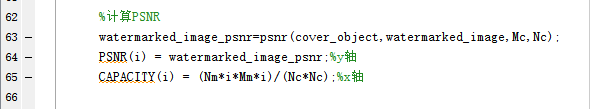 62 %计算PSNR
63 — watermarked_image_psnr=psnr(cover_object,watermarked_image,Mc,Nc);
64 — PSNR(i) = watermarked_image_psnr;%y轴
65 — CAPACITY(i) = (Nm*i*Mm*i)/(Nc*Nc);%x轴
66